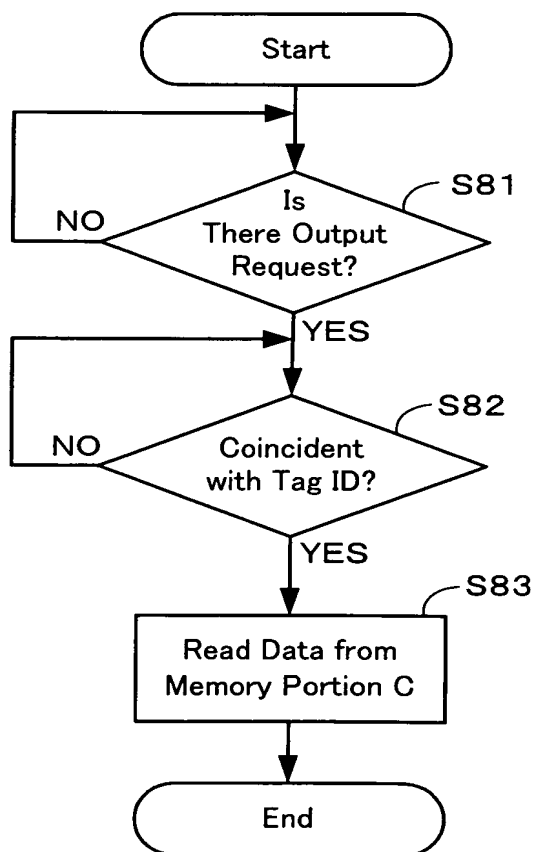 Start
S81
Is
There Output
Request?
NO
YES
S82
Coincident
with Tag ID?
NO
YES
S83
Read Data from
Memory Portion C
End